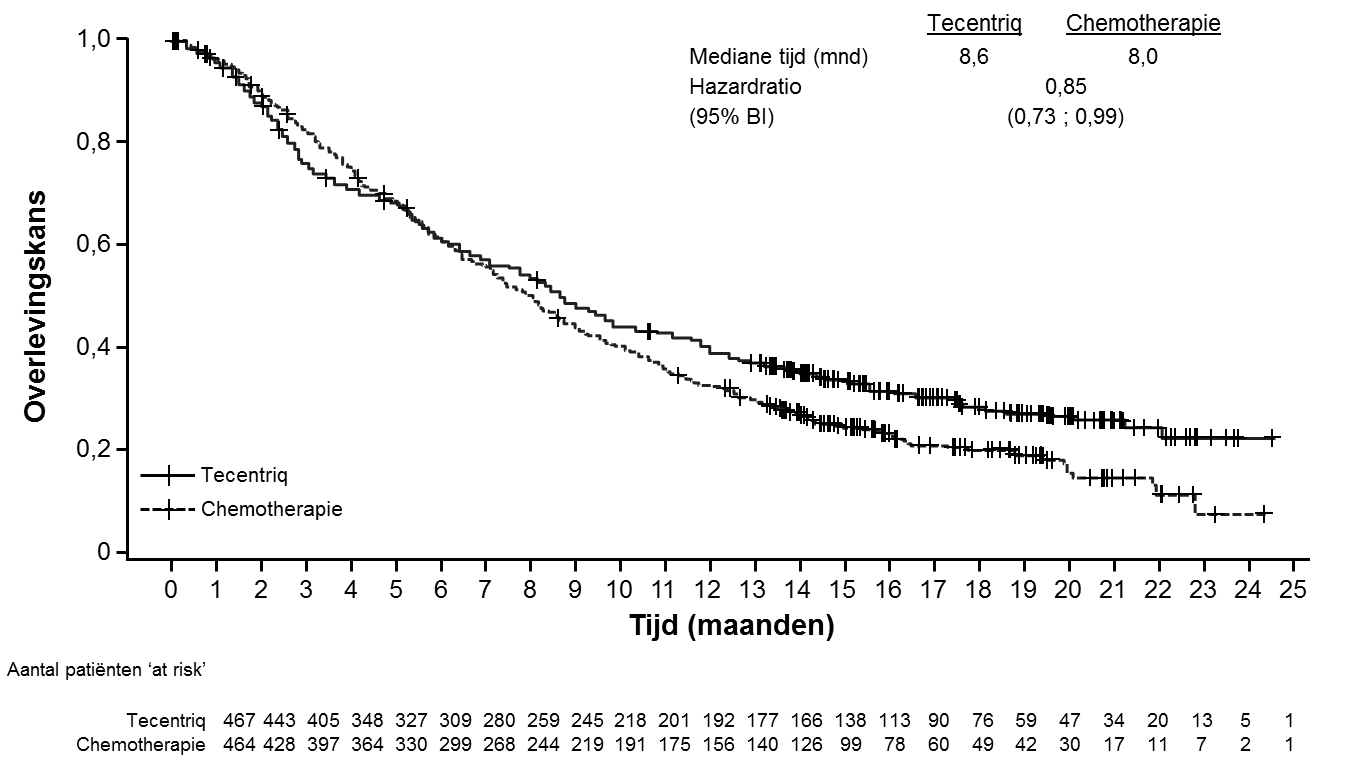 Tecentriq Chemotherapie
Mediane tijd (mnd) 8,6 8,0
Hazardratio 0,85
(95% BI) (0,73 ; 0,99)
Overlevingskans
1,0
0,8
0,6
0,4
0,2
0
Tecentriq
Chemotherapie
0 1 2 3 4 5 6 7 8 9 10 11 12 13 14 15 16 17 18 19 20 21 22 23 24 25
Tijd (maanden)
Aantal patiënten ‘at risk’
Tecentriq 467 443 405 348 327 309 280 259 245 218 201 192 177 166 138 113 90 76 59 47 34 20 13 5 1
Chemotherapie 464 428 397 364 330 299 268 244 219 191 175 156 140 126 99 78 60 49 42 30 17 11 7 2 1